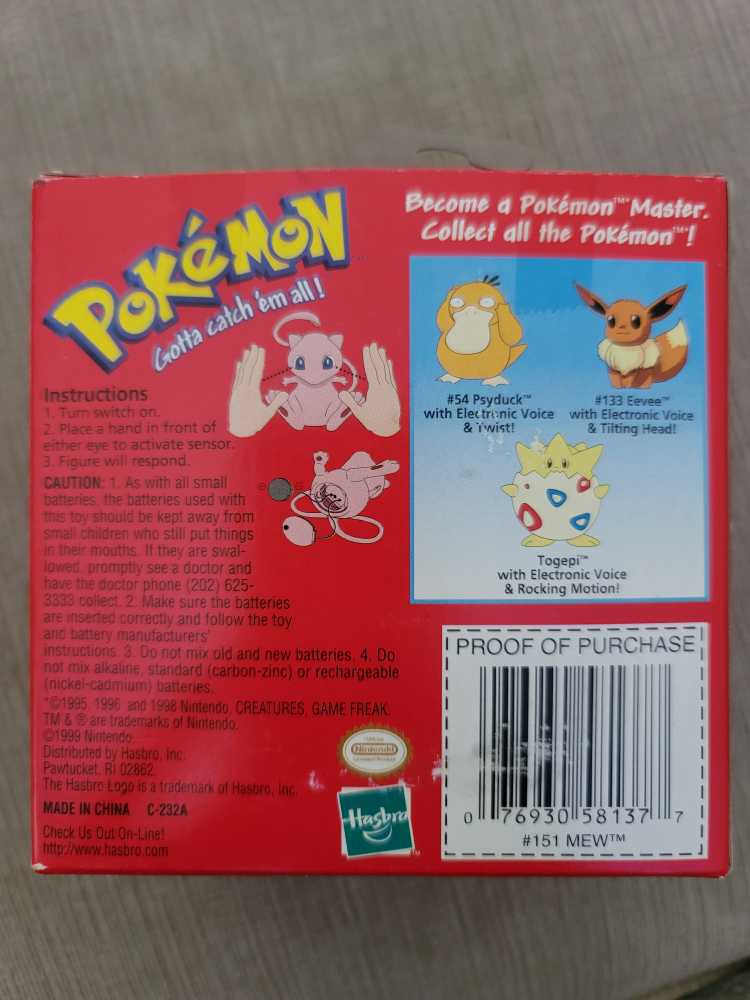 POKéMON™
Gotta catch 'em all!
Become a Pokémon™* Master.
Collect all the Pokémon™*!
Instructions
1. Turn switch on.
2. Place a hand in front of
either eye to activate sensor.
3. Figure will respond.
CAUTION: 1. As with all small
batteries, the batteries used with
this toy should be kept away from
small children who still put things
in their mouths. If they are swal-
lowed, promptly see a doctor and
have the doctor phone (202) 625-
3333 collect. 2. Make sure the batteries
are inserted correctly and follow the toy
and battery manufacturers'
instructions. 3. Do not mix old and new batteries. 4. Do
not mix alkaline, standard (carbon-zinc) or rechargeable
(nickel-cadmium) batteries.
*©1995, 1996 and 1998 Nintendo, CREATURES, GAME FREAK.
TM & ® are trademarks of Nintendo.
©1999 Nintendo
Distributed by Hasbro, Inc.
Pawtucket, RI 02862
The Hasbro Logo is a trademark of Hasbro, Inc.
MADE IN CHINA C-232A
Check Us Out On-Line!
http://www.hasbro.com
#54 Psyduck™
with Electronic Voice
& Twist!
#133 Eevee™
with Electronic Voice
& Tilting Head!
Togepi™
with Electronic Voice
& Rocking Motion!
Official
Nintendo
Licensed Product
Hasbro™
PROOF OF PURCHASE
0 76930 58137 7
#151 MEW™